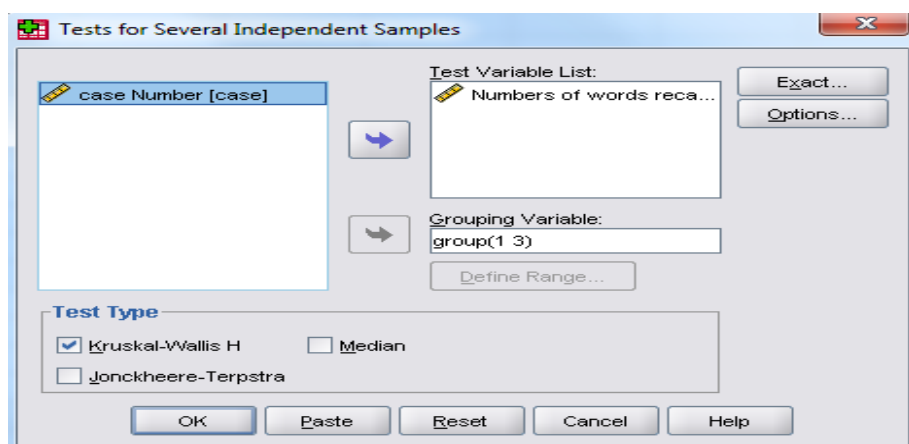 Tests for Several Independent Samples
case Number [case]
Test Variable List:
Numbers of words reca...
Exact...
Options...
Grouping Variable:
group(1 3)
Define Range...
Test Type
Kruskal-Wallis H
Median
Jonckheere-Terpstra
OK
Paste
Reset
Cancel
Help